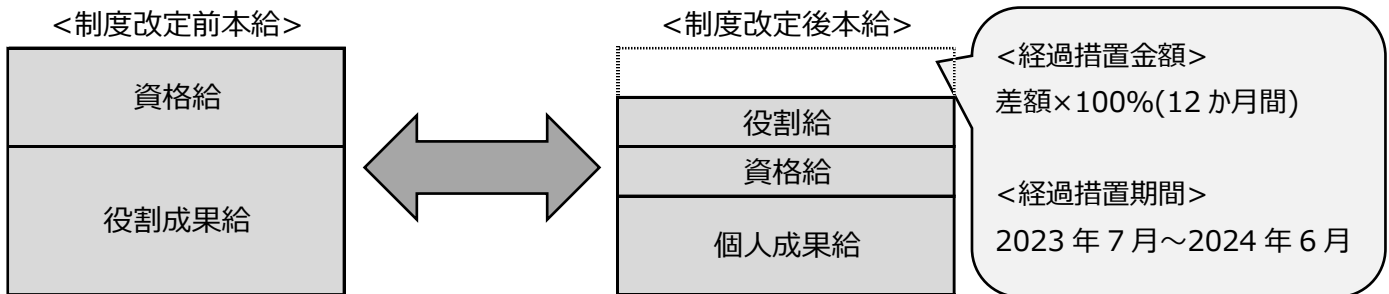 <制度改定前本給>
資格給
役割成果給
<制度改定後本給>
役割給
資格給
個人成果給
<経過措置金額>
差額×100%(12 か月間)
<経過措置期間>
2023 年 7 月～2024 年 6 月